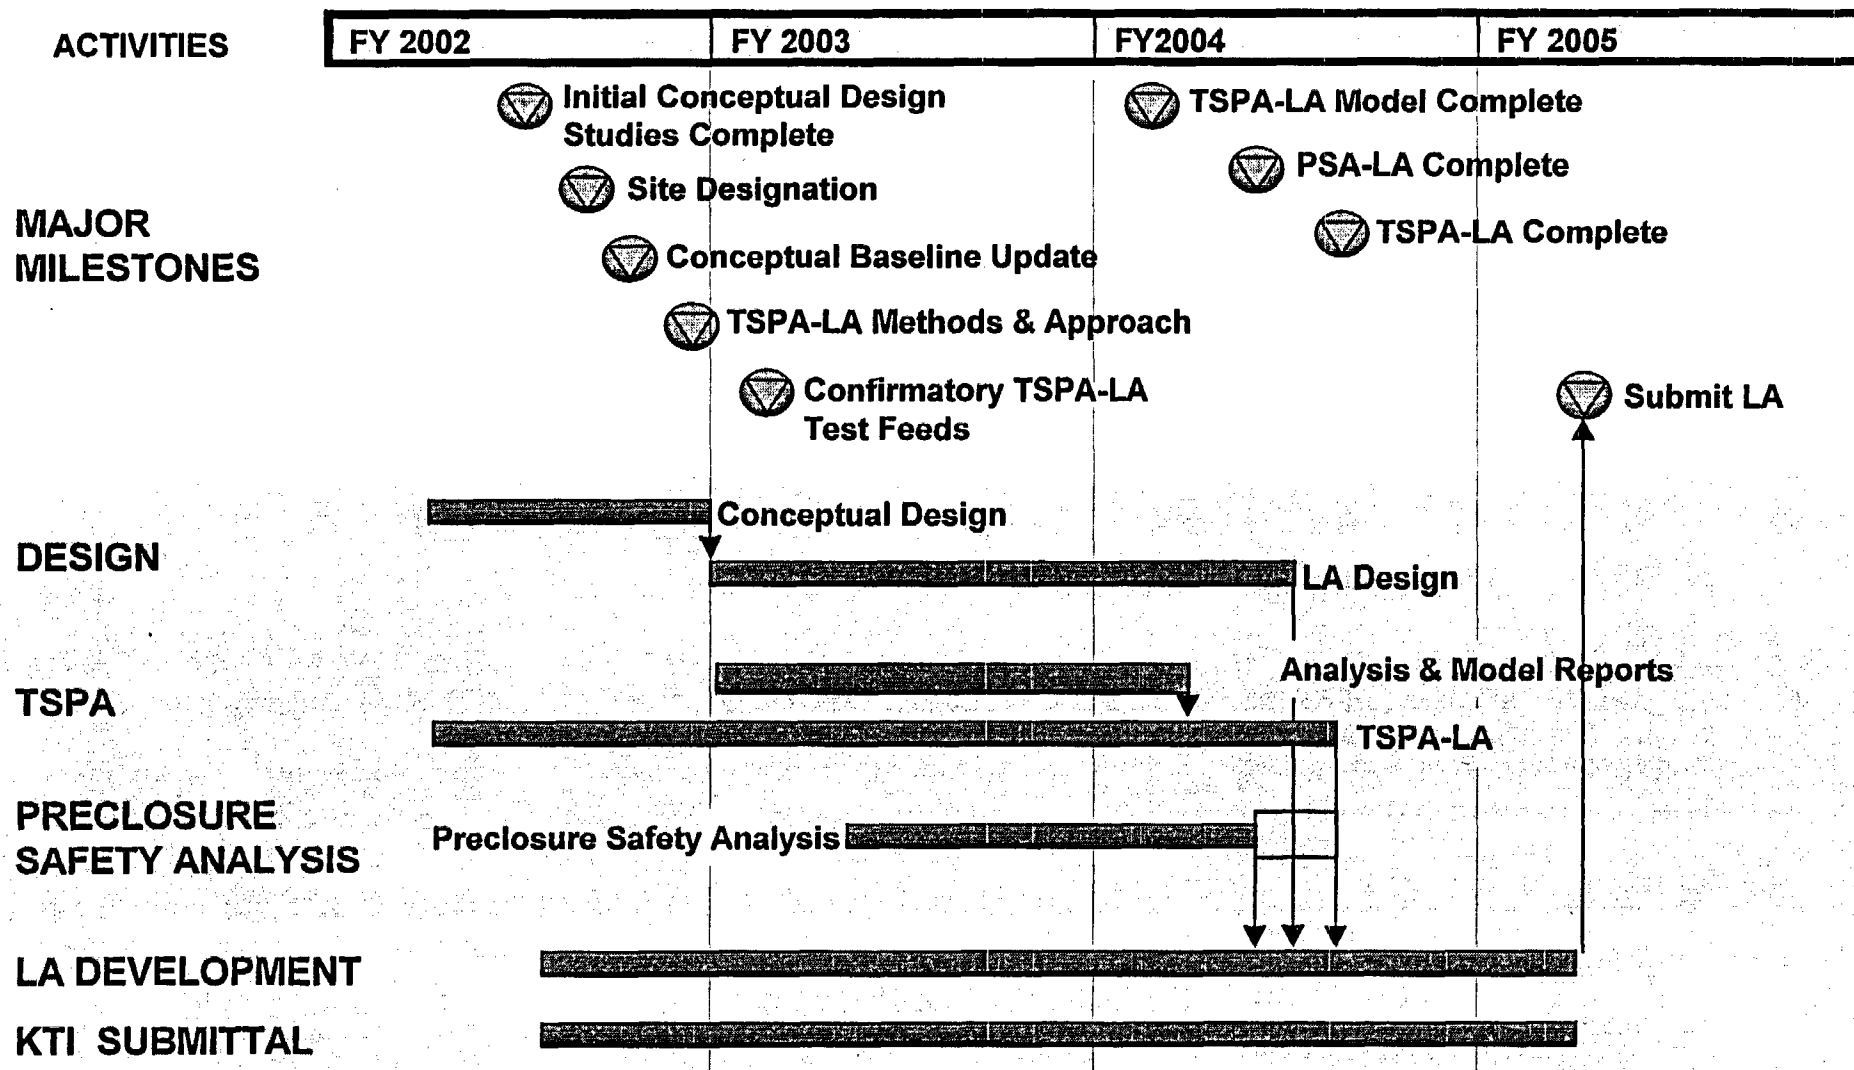 ACTIVITIES
FY 2002
FY 2003
FY2004
FY 2005
MAJOR
MILESTONES
Initial Conceptual Design
Studies Complete
Site Designation
Conceptual Baseline Update
TSPA-LA Methods & Approach
Confirmatory TSPA-LA
Test Feeds
TSPA-LA Model Complete
PSA-LA Complete
TSPA-LA Complete
Submit LA
DESIGN
Conceptual Design
LA Design
TSPA
Analysis & Model Reports
TSPA-LA
PRECLOSURE
SAFETY ANALYSIS
Preclosure Safety Analysis
LA DEVELOPMENT
KTI SUBMITTAL